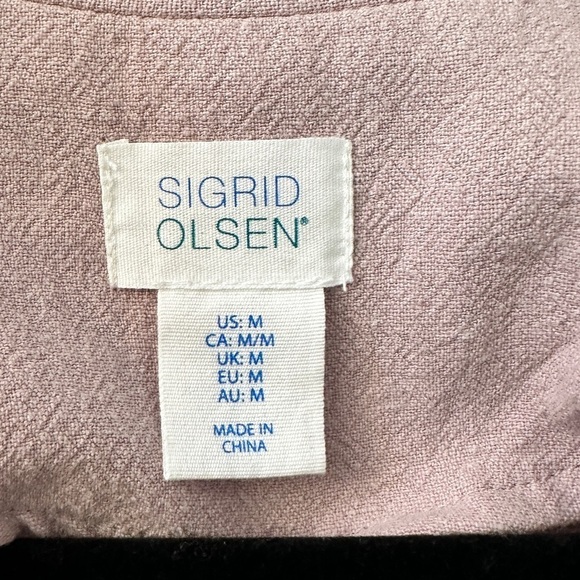 SIGRID
OLSEN®
US: M
CA: M/M
UK: M
EU: M
AU: M
MADE IN
CHINA